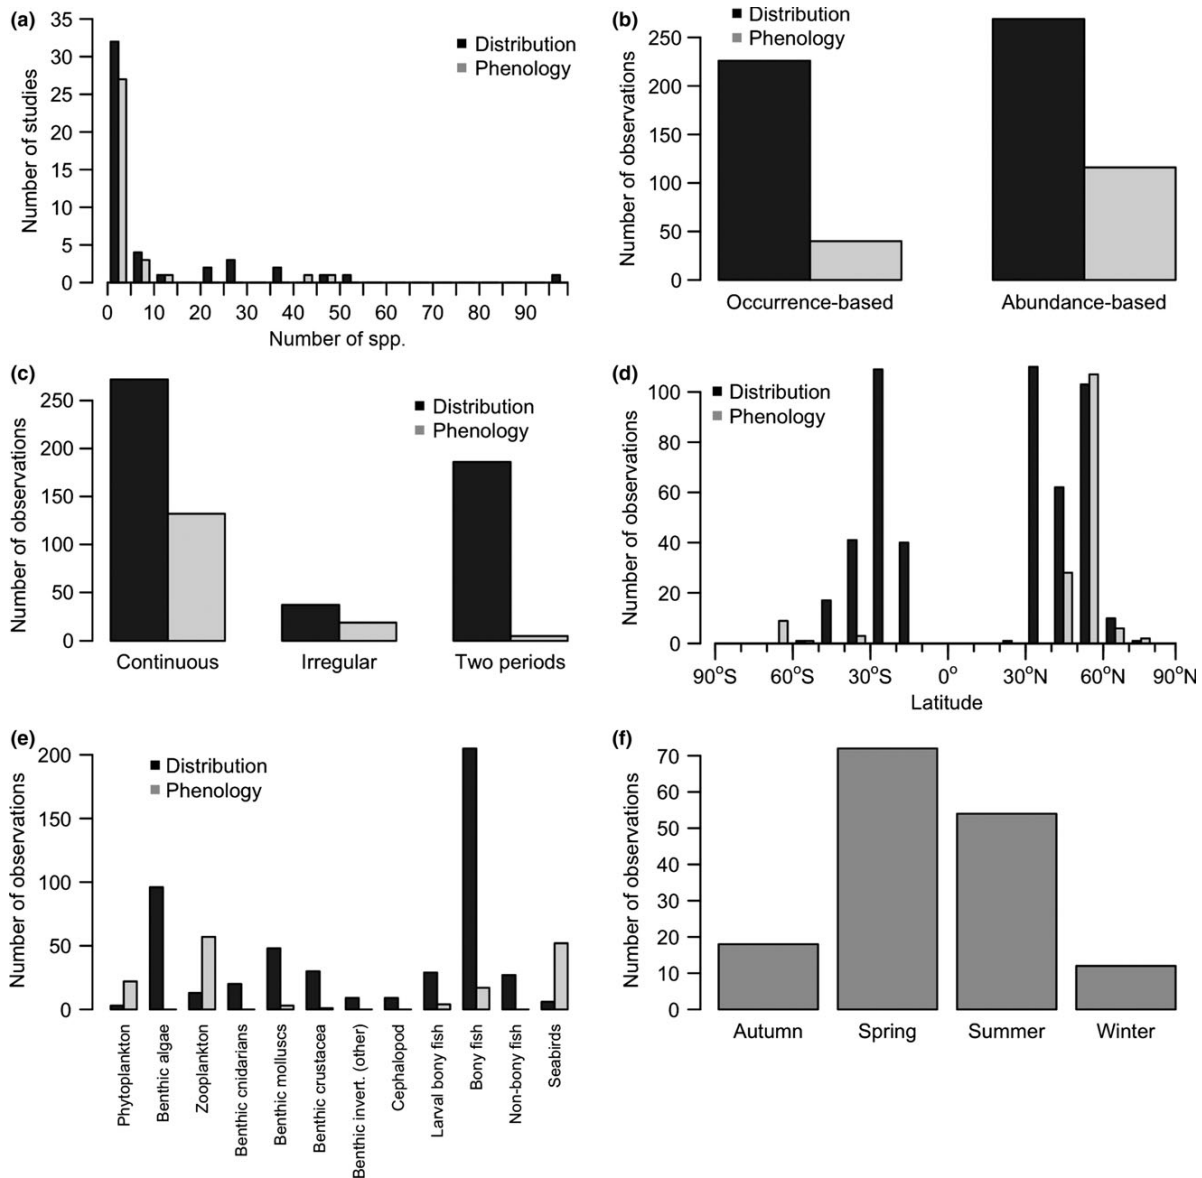 (a)
35
30
25
20
15
10
5
0
Number of studies
Distribution
Phenology
0 10 20 30 40 50 60 70 80 90
Number of spp.
(b)
250
200
150
100
50
0
Number of observations
Distribution
Phenology
Occurrence-based Abundance-based
(c)
250
200
150
100
50
0
Number of observations
Distribution
Phenology
Continuous Irregular Two periods
(d)
100
80
60
40
20
0
Number of observations
Distribution
Phenology
90°S 60°S 30°S 0° 30°N 60°N 90°N
Latitude
(e)
200
150
100
50
0
Number of observations
Distribution
Phenology
Phytoplankton
Benthic algae
Zooplankton
Benthic cnidarians
Benthic molluscs
Benthic crustacea
Benthic invert. (other)
Cephalopod
Larval bony fish
Bony fish
Non-bony fish
Seabirds
(f)
70
60
50
40
30
20
10
0
Number of observations
Autumn Spring Summer Winter